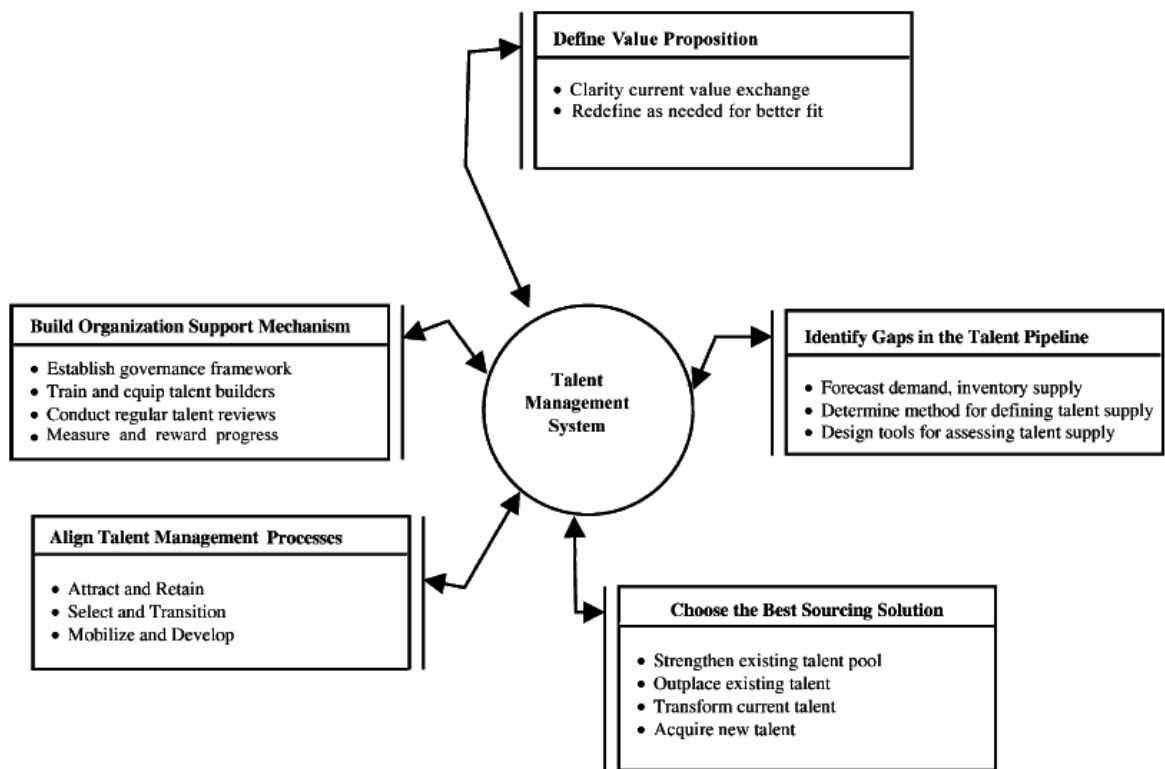 Define Value Proposition
• Clarity current value exchange
• Redefine as needed for better fit
Build Organization Support Mechanism
• Establish governance framework
• Train and equip talent builders
• Conduct regular talent reviews
• Measure and reward progress
Talent
Management
System
Identify Gaps in the Talent Pipeline
• Forecast demand, inventory supply
• Determine method for defining talent supply
• Design tools for assessing talent supply
Align Talent Management Processes
• Attract and Retain
• Select and Transition
• Mobilize and Develop
Choose the Best Sourcing Solution
• Strengthen existing talent pool
• Outplace existing talent
• Transform current talent
• Acquire new talent